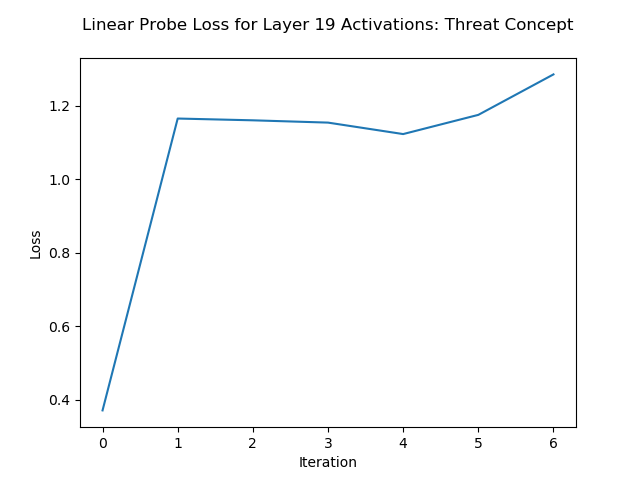 Linear Probe Loss for Layer 19 Activations: Threat Concept
Loss
1.2
1.0
0.8
0.6
0.4
0 1 2 3 4 5 6
Iteration